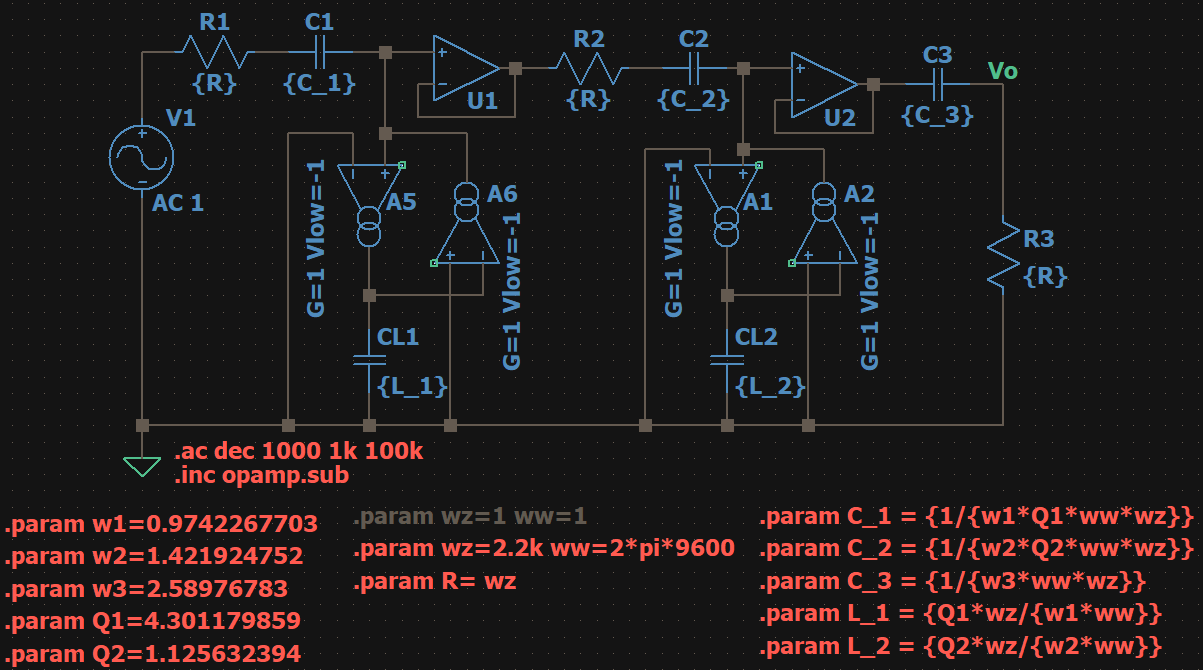 R1
C1
{R}
{C_1}
U1
R2
C2
{R}
{C_2}
U2
C3
{C_3}
Vo
V1
AC 1
A5
G=1 Vlow=-1
A6
G=1 Vlow=-1
A1
G=1 Vlow=-1
A2
G=1 Vlow=-1
R3
{R}
CL1
{L_1}
CL2
{L_2}
.ac dec 1000 1k 100k
.inc opamp.sub
.param w1=0.9742267703
.param w2=1.421924752
.param w3=2.58976783
.param Q1=4.301179859
.param Q2=1.125632394
.param wz=1 ww=1
.param wz=2.2k ww=2*pi*9600
.param R= wz
.param C_1 = {1/{w1*Q1*ww*wz}}
.param C_2 = {1/{w2*Q2*ww*wz}}
.param C_3 = {1/{w3*ww*wz}}
.param L_1 = {Q1*wz/{w1*ww}}
.param L_2 = {Q2*wz/{w2*ww}}